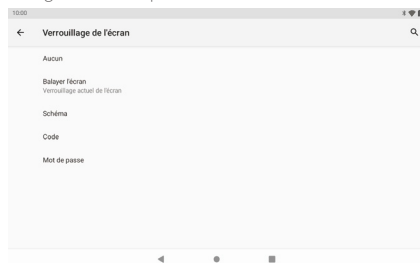 10:00
Verrouillage de l'écran
Aucun
Balayer l'écran
Verrouillage actuel de l'écran
Schéma
Code
Mot de passe